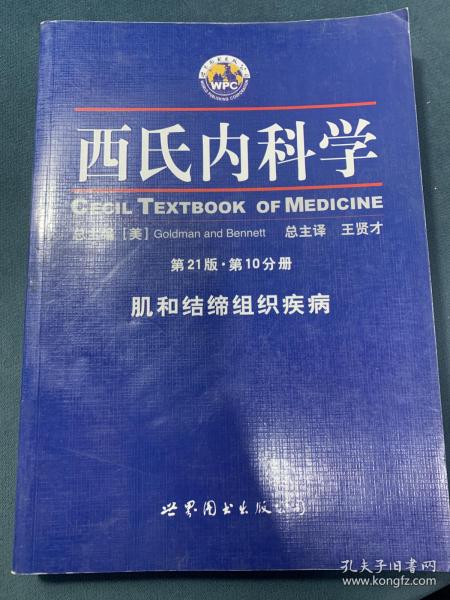 WPC
西氏内科学
CECIL TEXTBOOK OF MEDICINE
总主编 [美] Goldman and Bennett 总主译 王贤才
第21版·第10分册
肌和结缔组织疾病
世界图书出版公司
孔夫子旧书网
www.kongfz.com